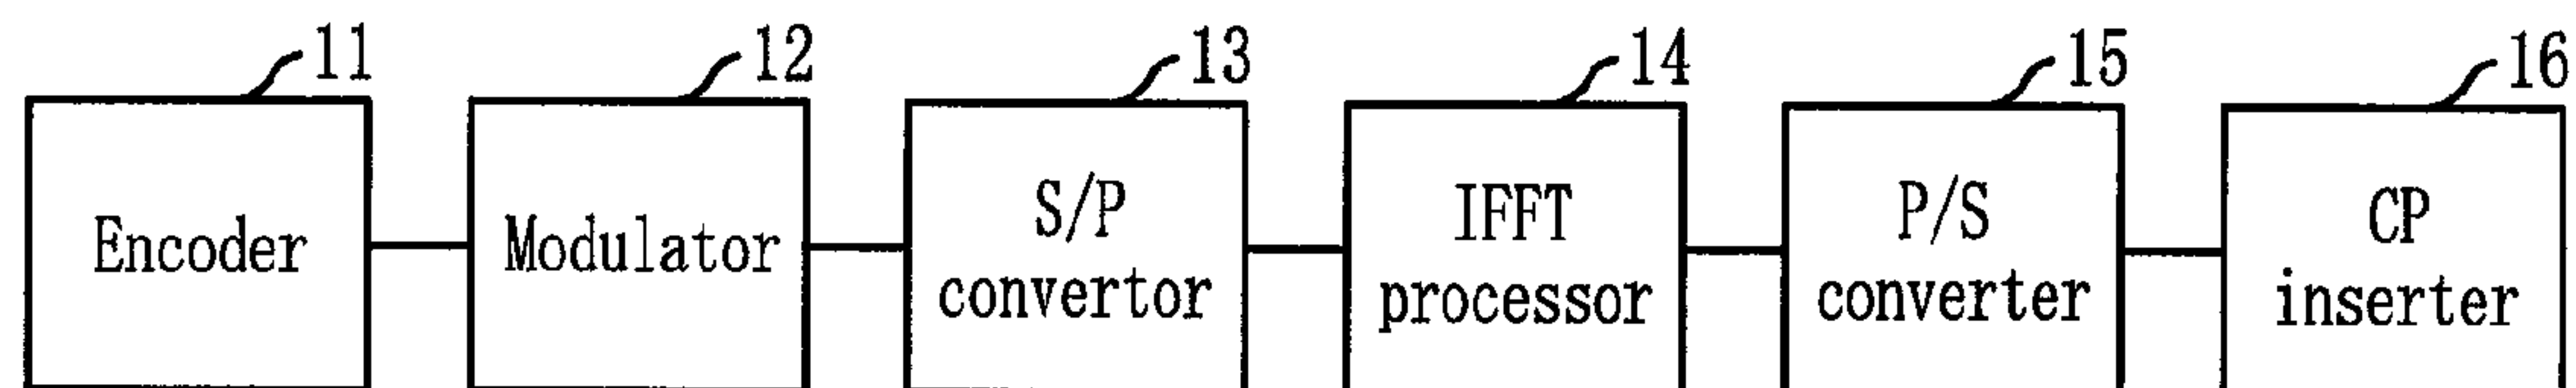 11 12 13 14 15 16
Encoder
Modulator
S/P
convertor
IFFT
processor
P/S
converter
CP
inserter